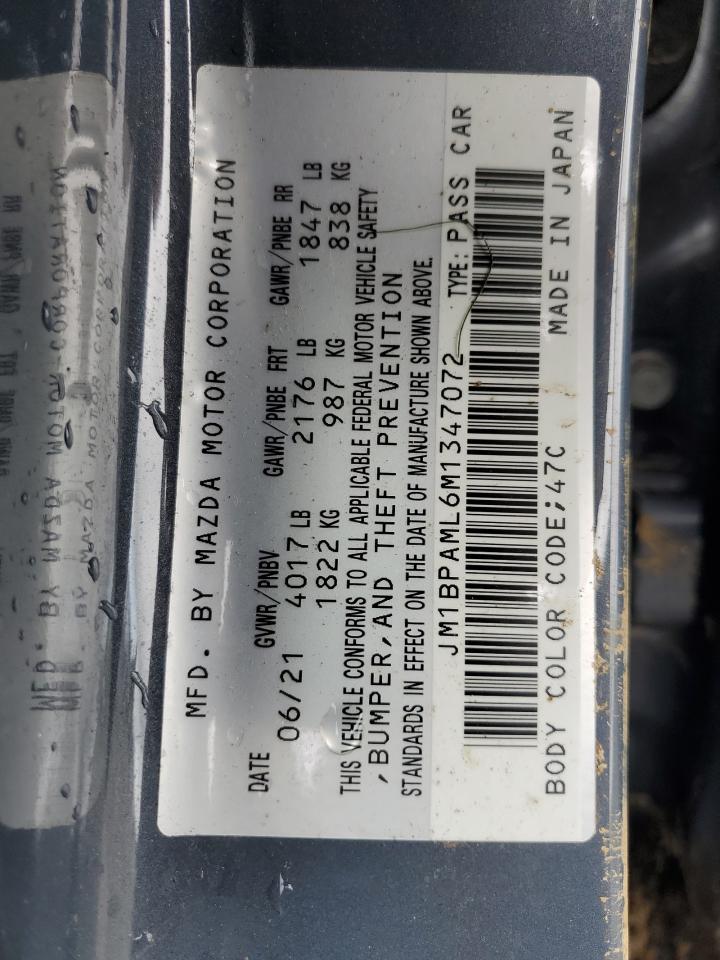 MFD. BY MAZDA MOTOR CORPORATION
DATE GVWR/PNBV GAWR/PNBE FRT GAWR/PNBE RR
06/21 4017 LB 2176 LB 1847 LB
1822 KG 987 KG 838 KG
THIS VEHICLE CONFORMS TO ALL APPLICABLE FEDERAL MOTOR VEHICLE SAFETY
,BUMPER,AND THEFT PREVENTION
STANDARDS IN EFFECT ON THE DATE OF MANUFACTURE SHOWN ABOVE.
JM1BPAML6M1347072 TYPE: PASS CAR
BODY COLOR CODE;47C MADE IN JAPAN